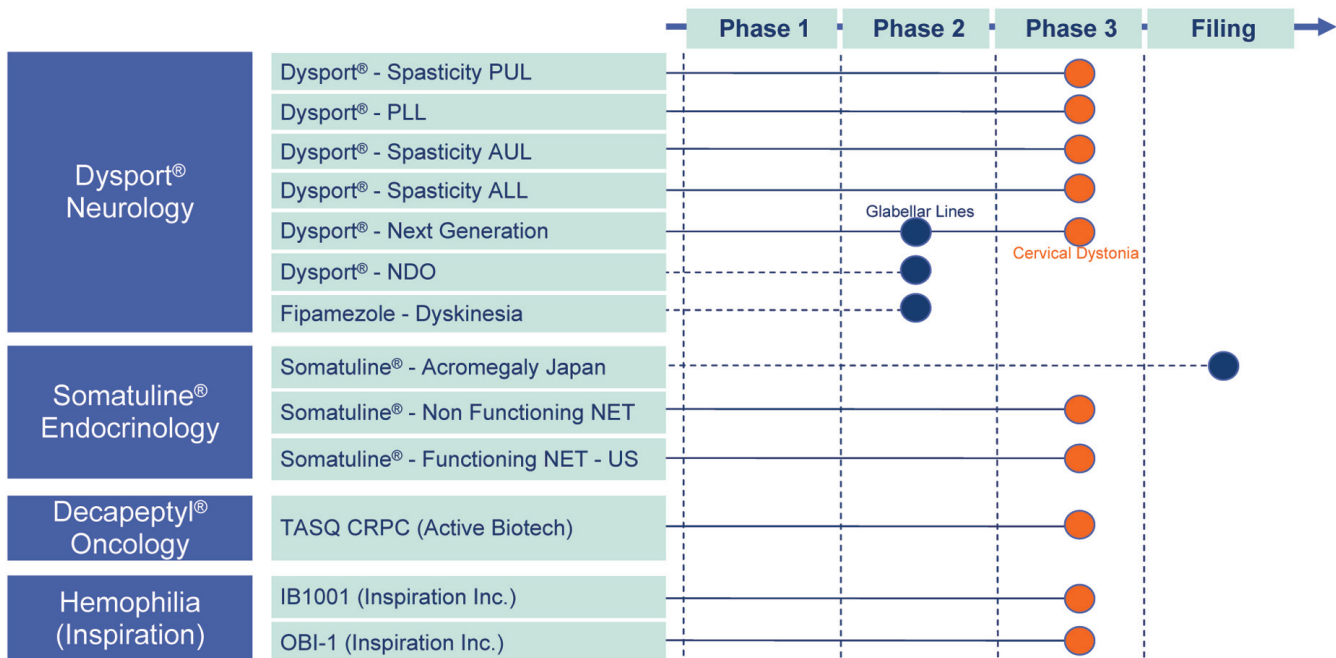 Phase 1 Phase 2 Phase 3 Filing
Dysport®
Neurology
Dysport® - Spasticity PUL
Dysport® - PLL
Dysport® - Spasticity AUL
Dysport® - Spasticity ALL
Glabellar Lines
Dysport® - Next Generation
Cervical Dystonia
Dysport® - NDO
Fipamezole - Dyskinesia
Somatuline®
Endocrinology
Somatuline® - Acromegaly Japan
Somatuline® - Non Functioning NET
Somatuline® - Functioning NET - US
Decapeptyl®
Oncology
TASQ CRPC (Active Biotech)
Hemophilia
(Inspiration)
IB1001 (Inspiration Inc.)
OBI-1 (Inspiration Inc.)